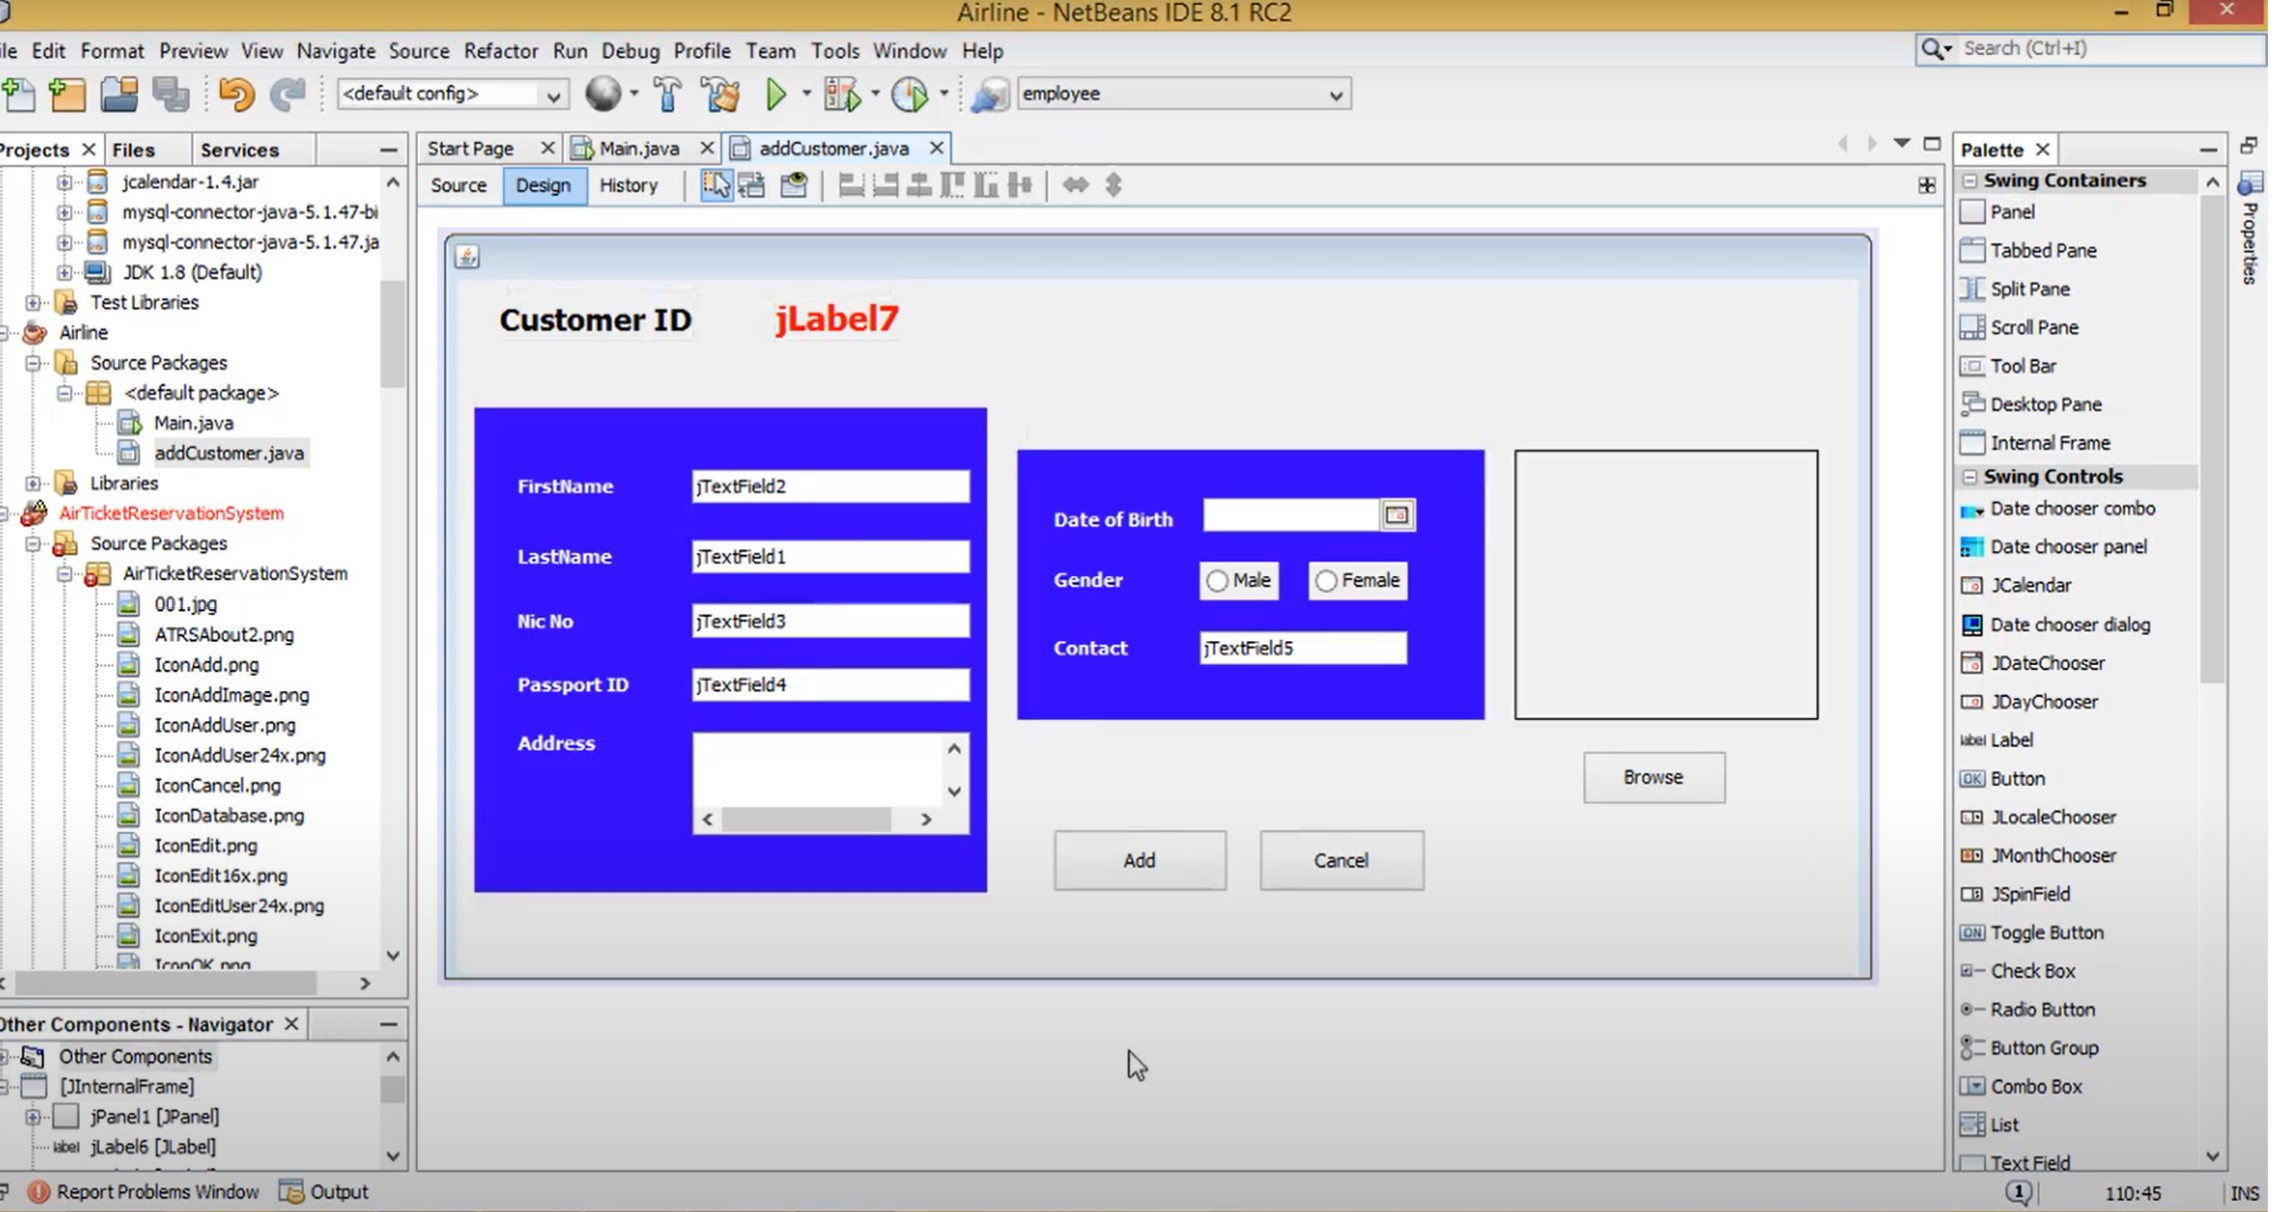 Airline - NetBeans IDE 8.1 RC2
Edit Format Preview View Navigate Source Refactor Run Debug Profile Team Tools Window Help
Search (Ctrl+I)
<default config>
employee
Projects
Files
Services
jcalendar-1.4.jar
mysql-connector-java-5.1.47-bi
mysql-connector-java-5.1.47.ja
JDK 1.8 (Default)
Test Libraries
Airline
Source Packages
<default package>
Main.java
addCustomer.java
Libraries
AirTicketReservationSystem
Source Packages
AirTicketReservationSystem
001.jpg
ATRSAbout2.png
IconAdd.png
IconAddImage.png
IconAddUser.png
IconAddUser24x.png
IconCancel.png
IconDatabase.png
IconEdit.png
IconEdit16x.png
IconEditUser24x.png
IconExit.png
IconOK.png
Other Components - Navigator
Other Components
[JInternalFrame]
jPanel1 [JPanel]
label jLabel6 [JLabel]
Start Page
Main.java
addCustomer.java
Source
Design
History
Customer ID
jLabel7
FirstName
jTextField2
LastName
jTextField1
Nic No
jTextField3
Passport ID
jTextField4
Address
Date of Birth
Gender
Male
Female
Contact
jTextField5
Browse
Add
Cancel
Palette
Swing Containers
Panel
Tabbed Pane
Split Pane
Scroll Pane
Tool Bar
Desktop Pane
Internal Frame
Swing Controls
Date chooser combo
Date chooser panel
JCalendar
Date chooser dialog
JDateChooser
JDayChooser
label Label
OK Button
JLocaleChooser
JMonthChooser
JSpinField
ON Toggle Button
Check Box
Radio Button
Button Group
Combo Box
List
Text Field
Properties
Report Problems Window
Output
1
110:45
INS